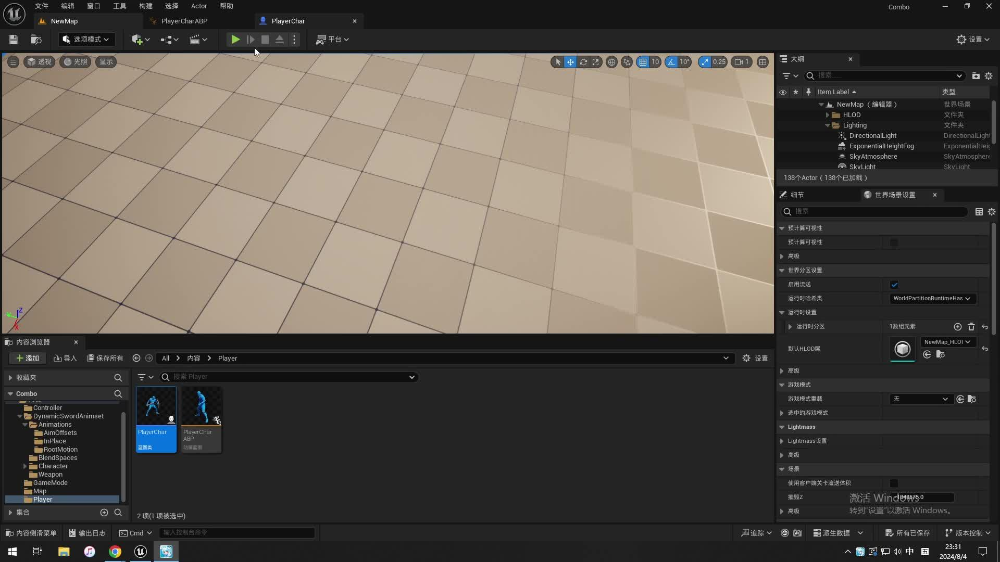 文件 编辑 窗口 工具 构建 选择 Actor 帮助
Combo
NewMap PlayerCharABP PlayerChar
选项模式 平台 设置
透视 光照 显示 10 10° 0.25 1
大纲
搜索......
Item Label 类型
NewMap（编辑器） 世界场景
HLOD 文件夹
Lighting 文件夹
DirectionalLight DirectionalLight
ExponentialHeightFog ExponentialHei
SkyAtmosphere SkyAtmosphere
SkyLight SkyLight
138个Actor（138个已加载）
细节 世界场景设置
搜索
预计算可视性
预计算可视性
高级
世界分区设置
启用流送
运行时哈希类 WorldPartitionRuntimeHas
运行时设置
运行时分区 1数组元素
默认HLOD层 NewMap_HLOI
高级
游戏模式
游戏模式重载 无
选中的游戏模式
Lightmass
Lightmass设置
高级
场景
使用客户端关卡流送体积
摧毁Z -1048575.0
高级
激活 Windows
转到"设置"以激活 Windows。
Z
X
内容浏览器
添加 导入 保存所有 All 内容 Player 设置
收藏夹
搜索 Player
Combo
Controller
DynamicSwordAnimset
Animations
AimOffsets
InPlace
RootMotion
BlendSpaces
Character
Weapon
GameMode
Map
Player
集合
PlayerChar
蓝图类
PlayerChar
ABP
动画蓝图
2 项(1 项被选中)
内容侧滑菜单 输出日志 Cmd 输入控制台命令 追踪 派生数据 所有已保存 版本控制
中
23:31
2024/8/4